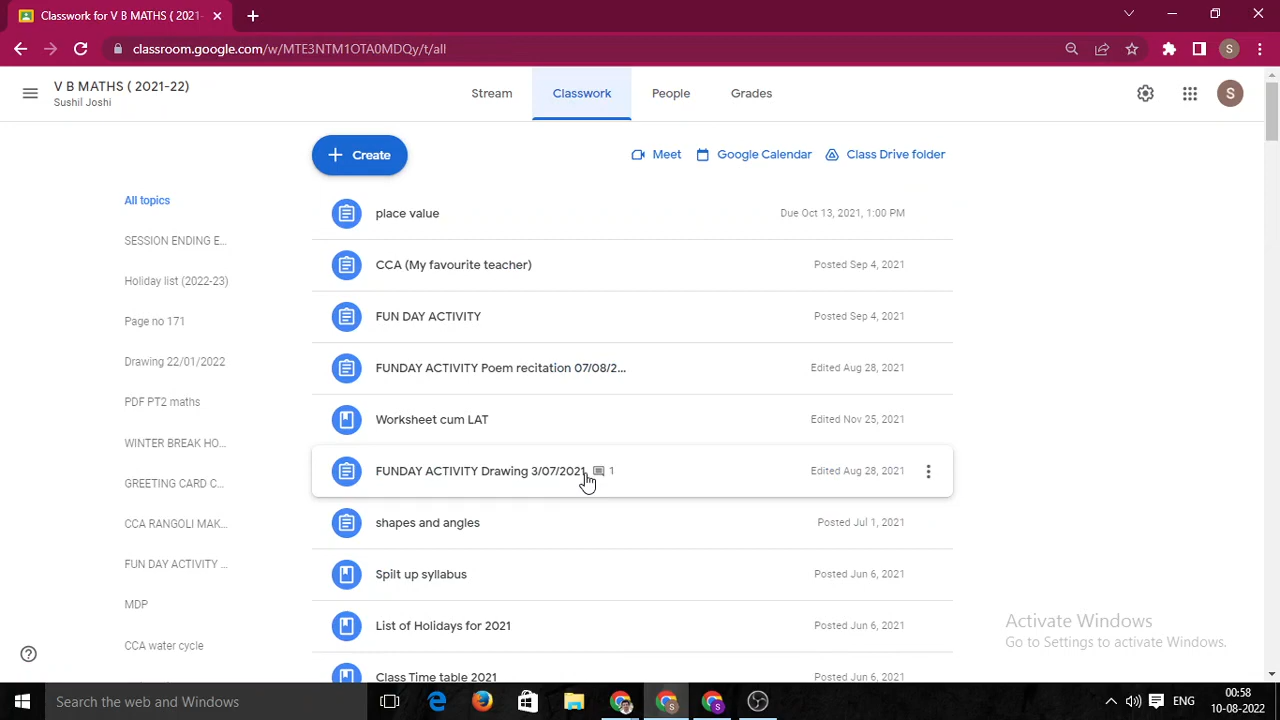 Classwork for V B MATHS ( 2021-
classroom.google.com/w/MTE3NTM1OTA0MDQy/t/all
S
V B MATHS ( 2021-22)
Sushil Joshi
Stream
Classwork
People
Grades
S
Create
Meet
Google Calendar
Class Drive folder
All topics
SESSION ENDING E...
Holiday list (2022-23)
Page no 171
Drawing 22/01/2022
PDF PT2 maths
WINTER BREAK HO...
GREETING CARD C...
CCA RANGOLI MAK...
FUN DAY ACTIVITY ...
MDP
CCA water cycle
place value
Due Oct 13, 2021, 1:00 PM
CCA (My favourite teacher)
Posted Sep 4, 2021
FUN DAY ACTIVITY
Posted Sep 4, 2021
FUNDAY ACTIVITY Poem recitation 07/08/2...
Edited Aug 28, 2021
Worksheet cum LAT
Edited Nov 25, 2021
FUNDAY ACTIVITY Drawing 3/07/2021 1
Edited Aug 28, 2021
shapes and angles
Posted Jul 1, 2021
Spilt up syllabus
Posted Jun 6, 2021
List of Holidays for 2021
Posted Jun 6, 2021
Class Time table 2021
Posted Jun 6, 2021
Activate Windows
Go to Settings to activate Windows.
Search the web and Windows
ENG
00:58
10-08-2022